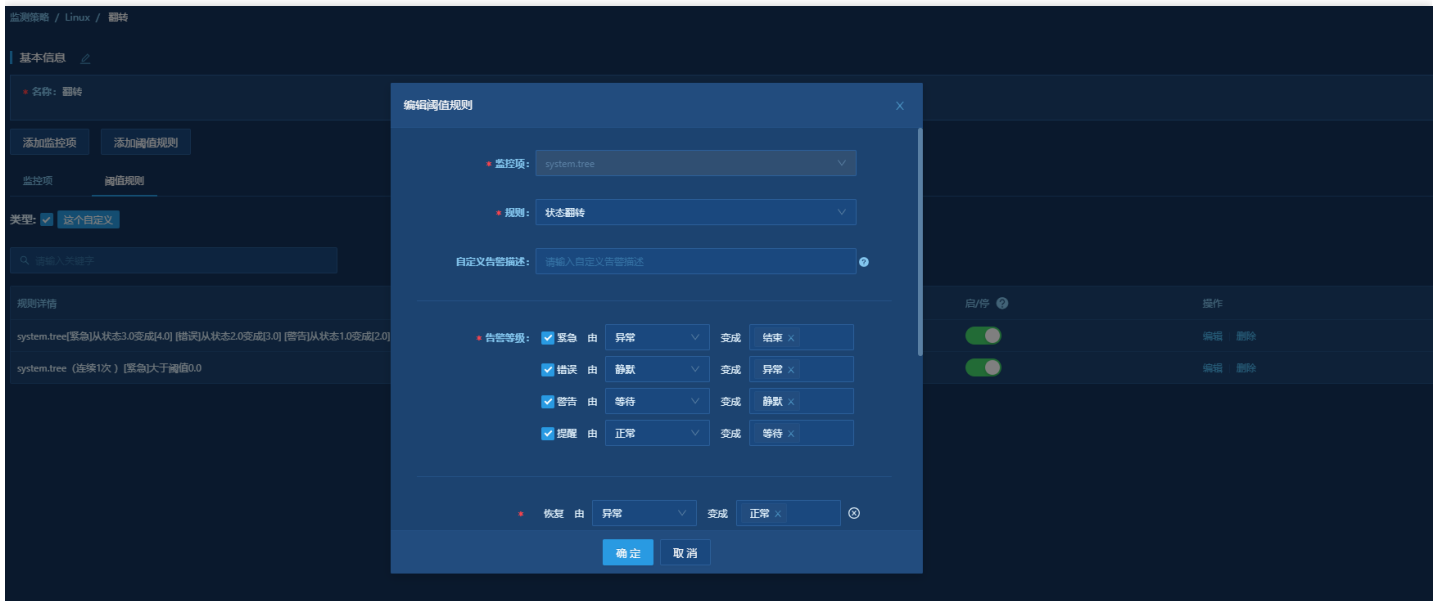 监测策略 / Linux / 翻转
基本信息
* 名称: 翻转
添加监控项 添加阈值规则
监控项 阈值规则
类型: 这个自定义
请输入关键字
规则详情 启/停 操作
system.tree[紧急]从状态3.0变成[4.0] [错误]从状态2.0变成[3.0] [警告]从状态1.0变成[2.0] 编辑 删除
system.tree (连续1次 ) [紧急]大于阈值0.0 编辑 删除
编辑阈值规则
* 监控项: system.tree
* 规则: 状态翻转
自定义告警描述: 请输入自定义告警描述
* 告警等级: 紧急 由 异常 变成 结束 ×
错误 由 静默 变成 异常 ×
警告 由 等待 变成 静默 ×
提醒 由 正常 变成 等待 ×
* 恢复 由 异常 变成 正常 ×
确定 取消